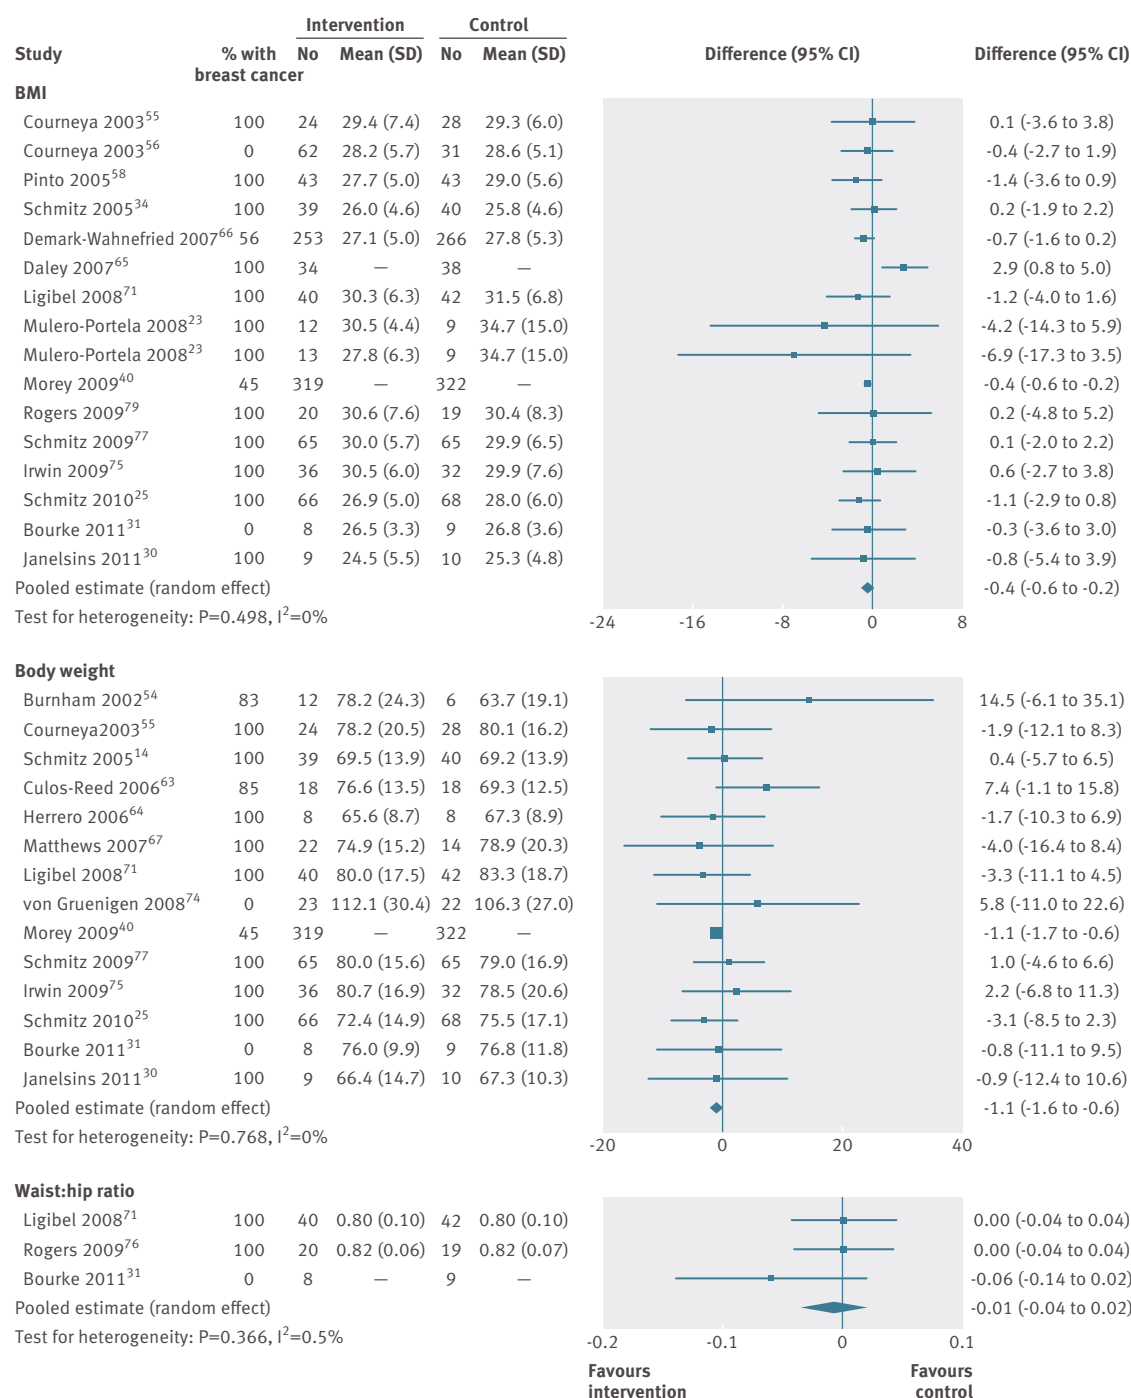 Intervention Control
Study % with breast cancer No Mean (SD) No Mean (SD) Difference (95% CI) Difference (95% CI)
BMI
Courneya 2003⁵⁵ 100 24 29.4 (7.4) 28 29.3 (6.0) 0.1 (-3.6 to 3.8)
Courneya 2003⁵⁶ 0 62 28.2 (5.7) 31 28.6 (5.1) -0.4 (-2.7 to 1.9)
Pinto 2005⁵⁸ 100 43 27.7 (5.0) 43 29.0 (5.6) -1.4 (-3.6 to 0.9)
Schmitz 2005³⁴ 100 39 26.0 (4.6) 40 25.8 (4.6) 0.2 (-1.9 to 2.2)
Demark-Wahnefried 2007⁶⁶ 56 253 27.1 (5.0) 266 27.8 (5.3) -0.7 (-1.6 to 0.2)
Daley 2007⁶⁵ 100 34 — 38 — 2.9 (0.8 to 5.0)
Ligibel 2008⁷¹ 100 40 30.3 (6.3) 42 31.5 (6.8) -1.2 (-4.0 to 1.6)
Mulero-Portela 2008²³ 100 12 30.5 (4.4) 9 34.7 (15.0) -4.2 (-14.3 to 5.9)
Mulero-Portela 2008²³ 100 13 27.8 (6.3) 9 34.7 (15.0) -6.9 (-17.3 to 3.5)
Morey 2009⁴⁰ 45 319 — 322 — -0.4 (-0.6 to -0.2)
Rogers 2009⁷⁹ 100 20 30.6 (7.6) 19 30.4 (8.3) 0.2 (-4.8 to 5.2)
Schmitz 2009⁷⁷ 100 65 30.0 (5.7) 65 29.9 (6.5) 0.1 (-2.0 to 2.2)
Irwin 2009⁷⁵ 100 36 30.5 (6.0) 32 29.9 (7.6) 0.6 (-2.7 to 3.8)
Schmitz 2010²⁵ 100 66 26.9 (5.0) 68 28.0 (6.0) -1.1 (-2.9 to 0.8)
Bourke 2011³¹ 0 8 26.5 (3.3) 9 26.8 (3.6) -0.3 (-3.6 to 3.0)
Janelsins 2011³⁰ 100 9 24.5 (5.5) 10 25.3 (4.8) -0.8 (-5.4 to 3.9)
Pooled estimate (random effect) -0.4 (-0.6 to -0.2)
Test for heterogeneity: P=0.498, I²=0%
-24 -16 -8 0 8
Body weight
Burnham 2002⁵⁴ 83 12 78.2 (24.3) 6 63.7 (19.1) 14.5 (-6.1 to 35.1)
Courneya2003⁵⁵ 100 24 78.2 (20.5) 28 80.1 (16.2) -1.9 (-12.1 to 8.3)
Schmitz 2005¹⁴ 100 39 69.5 (13.9) 40 69.2 (13.9) 0.4 (-5.7 to 6.5)
Culos-Reed 2006⁶³ 85 18 76.6 (13.5) 18 69.3 (12.5) 7.4 (-1.1 to 15.8)
Herrero 2006⁶⁴ 100 8 65.6 (8.7) 8 67.3 (8.9) -1.7 (-10.3 to 6.9)
Matthews 2007⁶⁷ 100 22 74.9 (15.2) 14 78.9 (20.3) -4.0 (-16.4 to 8.4)
Ligibel 2008⁷¹ 100 40 80.0 (17.5) 42 83.3 (18.7) -3.3 (-11.1 to 4.5)
von Gruenigen 2008⁷⁴ 0 23 112.1 (30.4) 22 106.3 (27.0) 5.8 (-11.0 to 22.6)
Morey 2009⁴⁰ 45 319 — 322 — -1.1 (-1.7 to -0.6)
Schmitz 2009⁷⁷ 100 65 80.0 (15.6) 65 79.0 (16.9) 1.0 (-4.6 to 6.6)
Irwin 2009⁷⁵ 100 36 80.7 (16.9) 32 78.5 (20.6) 2.2 (-6.8 to 11.3)
Schmitz 2010²⁵ 100 66 72.4 (14.9) 68 75.5 (17.1) -3.1 (-8.5 to 2.3)
Bourke 2011³¹ 0 8 76.0 (9.9) 9 76.8 (11.8) -0.8 (-11.1 to 9.5)
Janelsins 2011³⁰ 100 9 66.4 (14.7) 10 67.3 (10.3) -0.9 (-12.4 to 10.6)
Pooled estimate (random effect) -1.1 (-1.6 to -0.6)
Test for heterogeneity: P=0.768, I²=0%
-20 0 20 40
Waist:hip ratio
Ligibel 2008⁷¹ 100 40 0.80 (0.10) 42 0.80 (0.10) 0.00 (-0.04 to 0.04)
Rogers 2009⁷⁶ 100 20 0.82 (0.06) 19 0.82 (0.07) 0.00 (-0.04 to 0.04)
Bourke 2011³¹ 0 8 — 9 — -0.06 (-0.14 to 0.02)
Pooled estimate (random effect) -0.01 (-0.04 to 0.02)
Test for heterogeneity: P=0.366, I²=0.5%
-0.2 -0.1 0 0.1
Favours intervention Favours control